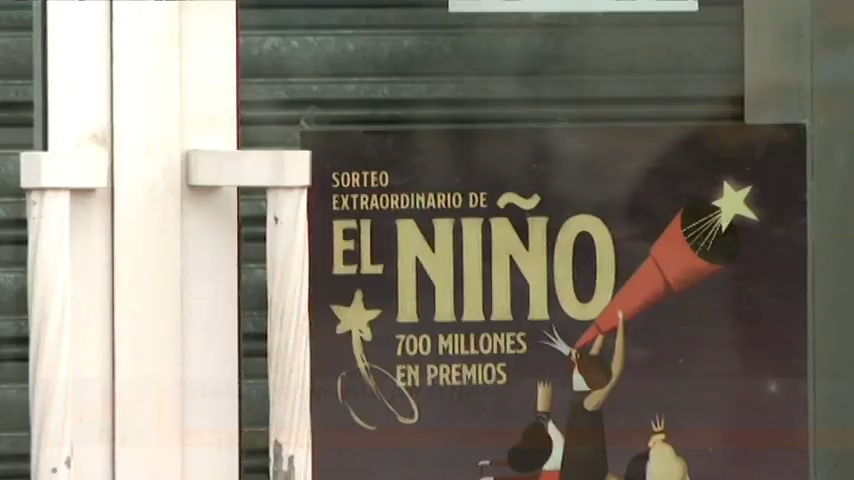 SORTEO
EXTRAORDINARIO DE
EL NIÑO
700 MILLONES
EN PREMIOS